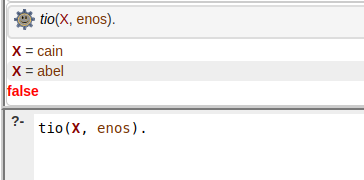 tio(X, enos).
X = cain
X = abel
false
?- tio(X, enos).